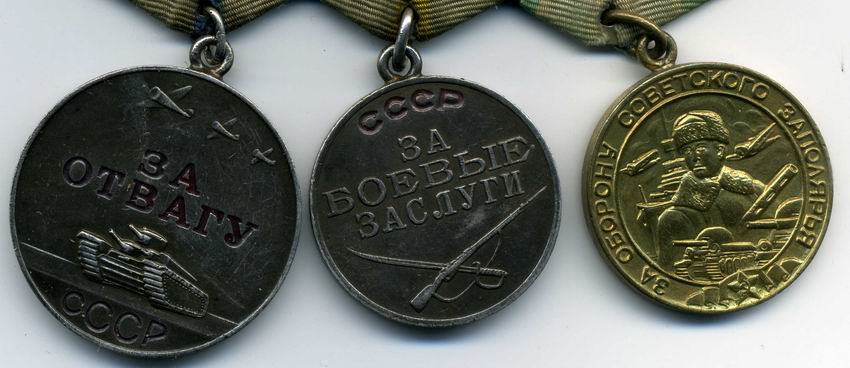 ЗА
ОТВАГУ
СССР
СССР
ЗА
БОЕВЫЕ
ЗАСЛУГИ
ЗА ОБОРОНУ СОВЕТСКОГО ЗАПОЛЯРЬЯ